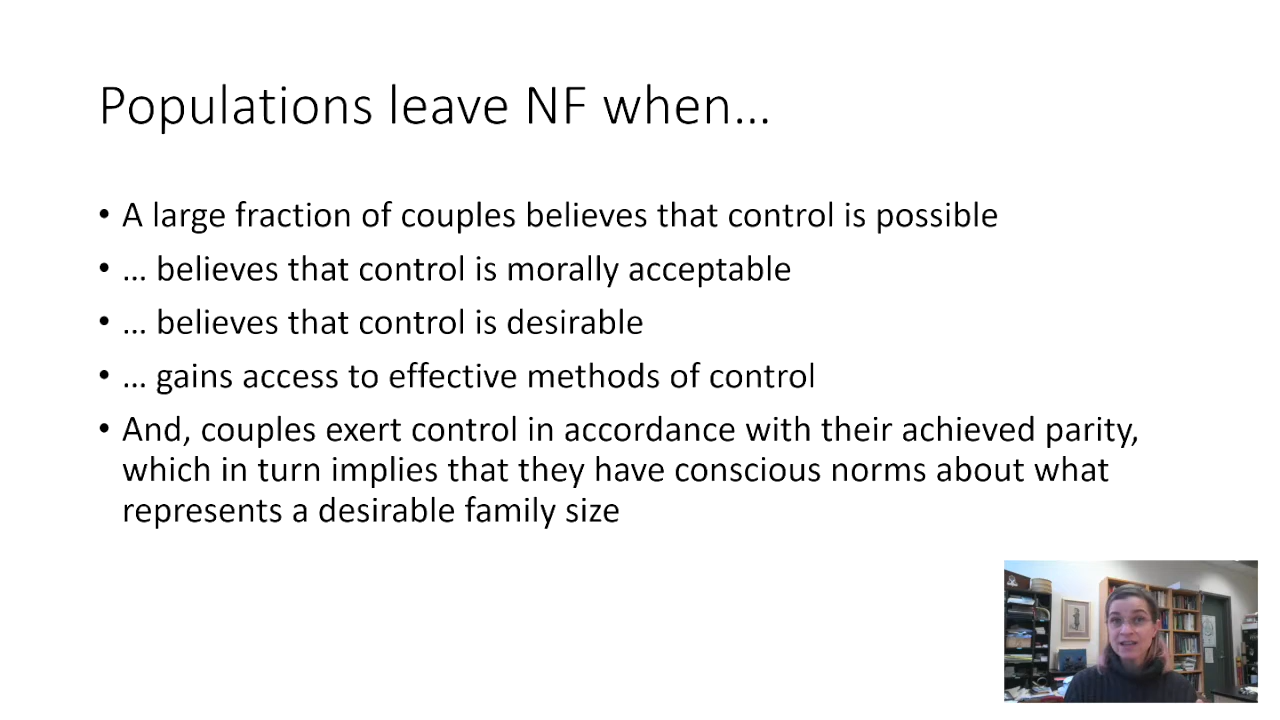 Populations leave NF when...
• A large fraction of couples believes that control is possible
• ... believes that control is morally acceptable
• ... believes that control is desirable
• ... gains access to effective methods of control
• And, couples exert control in accordance with their achieved parity,
which in turn implies that they have conscious norms about what
represents a desirable family size